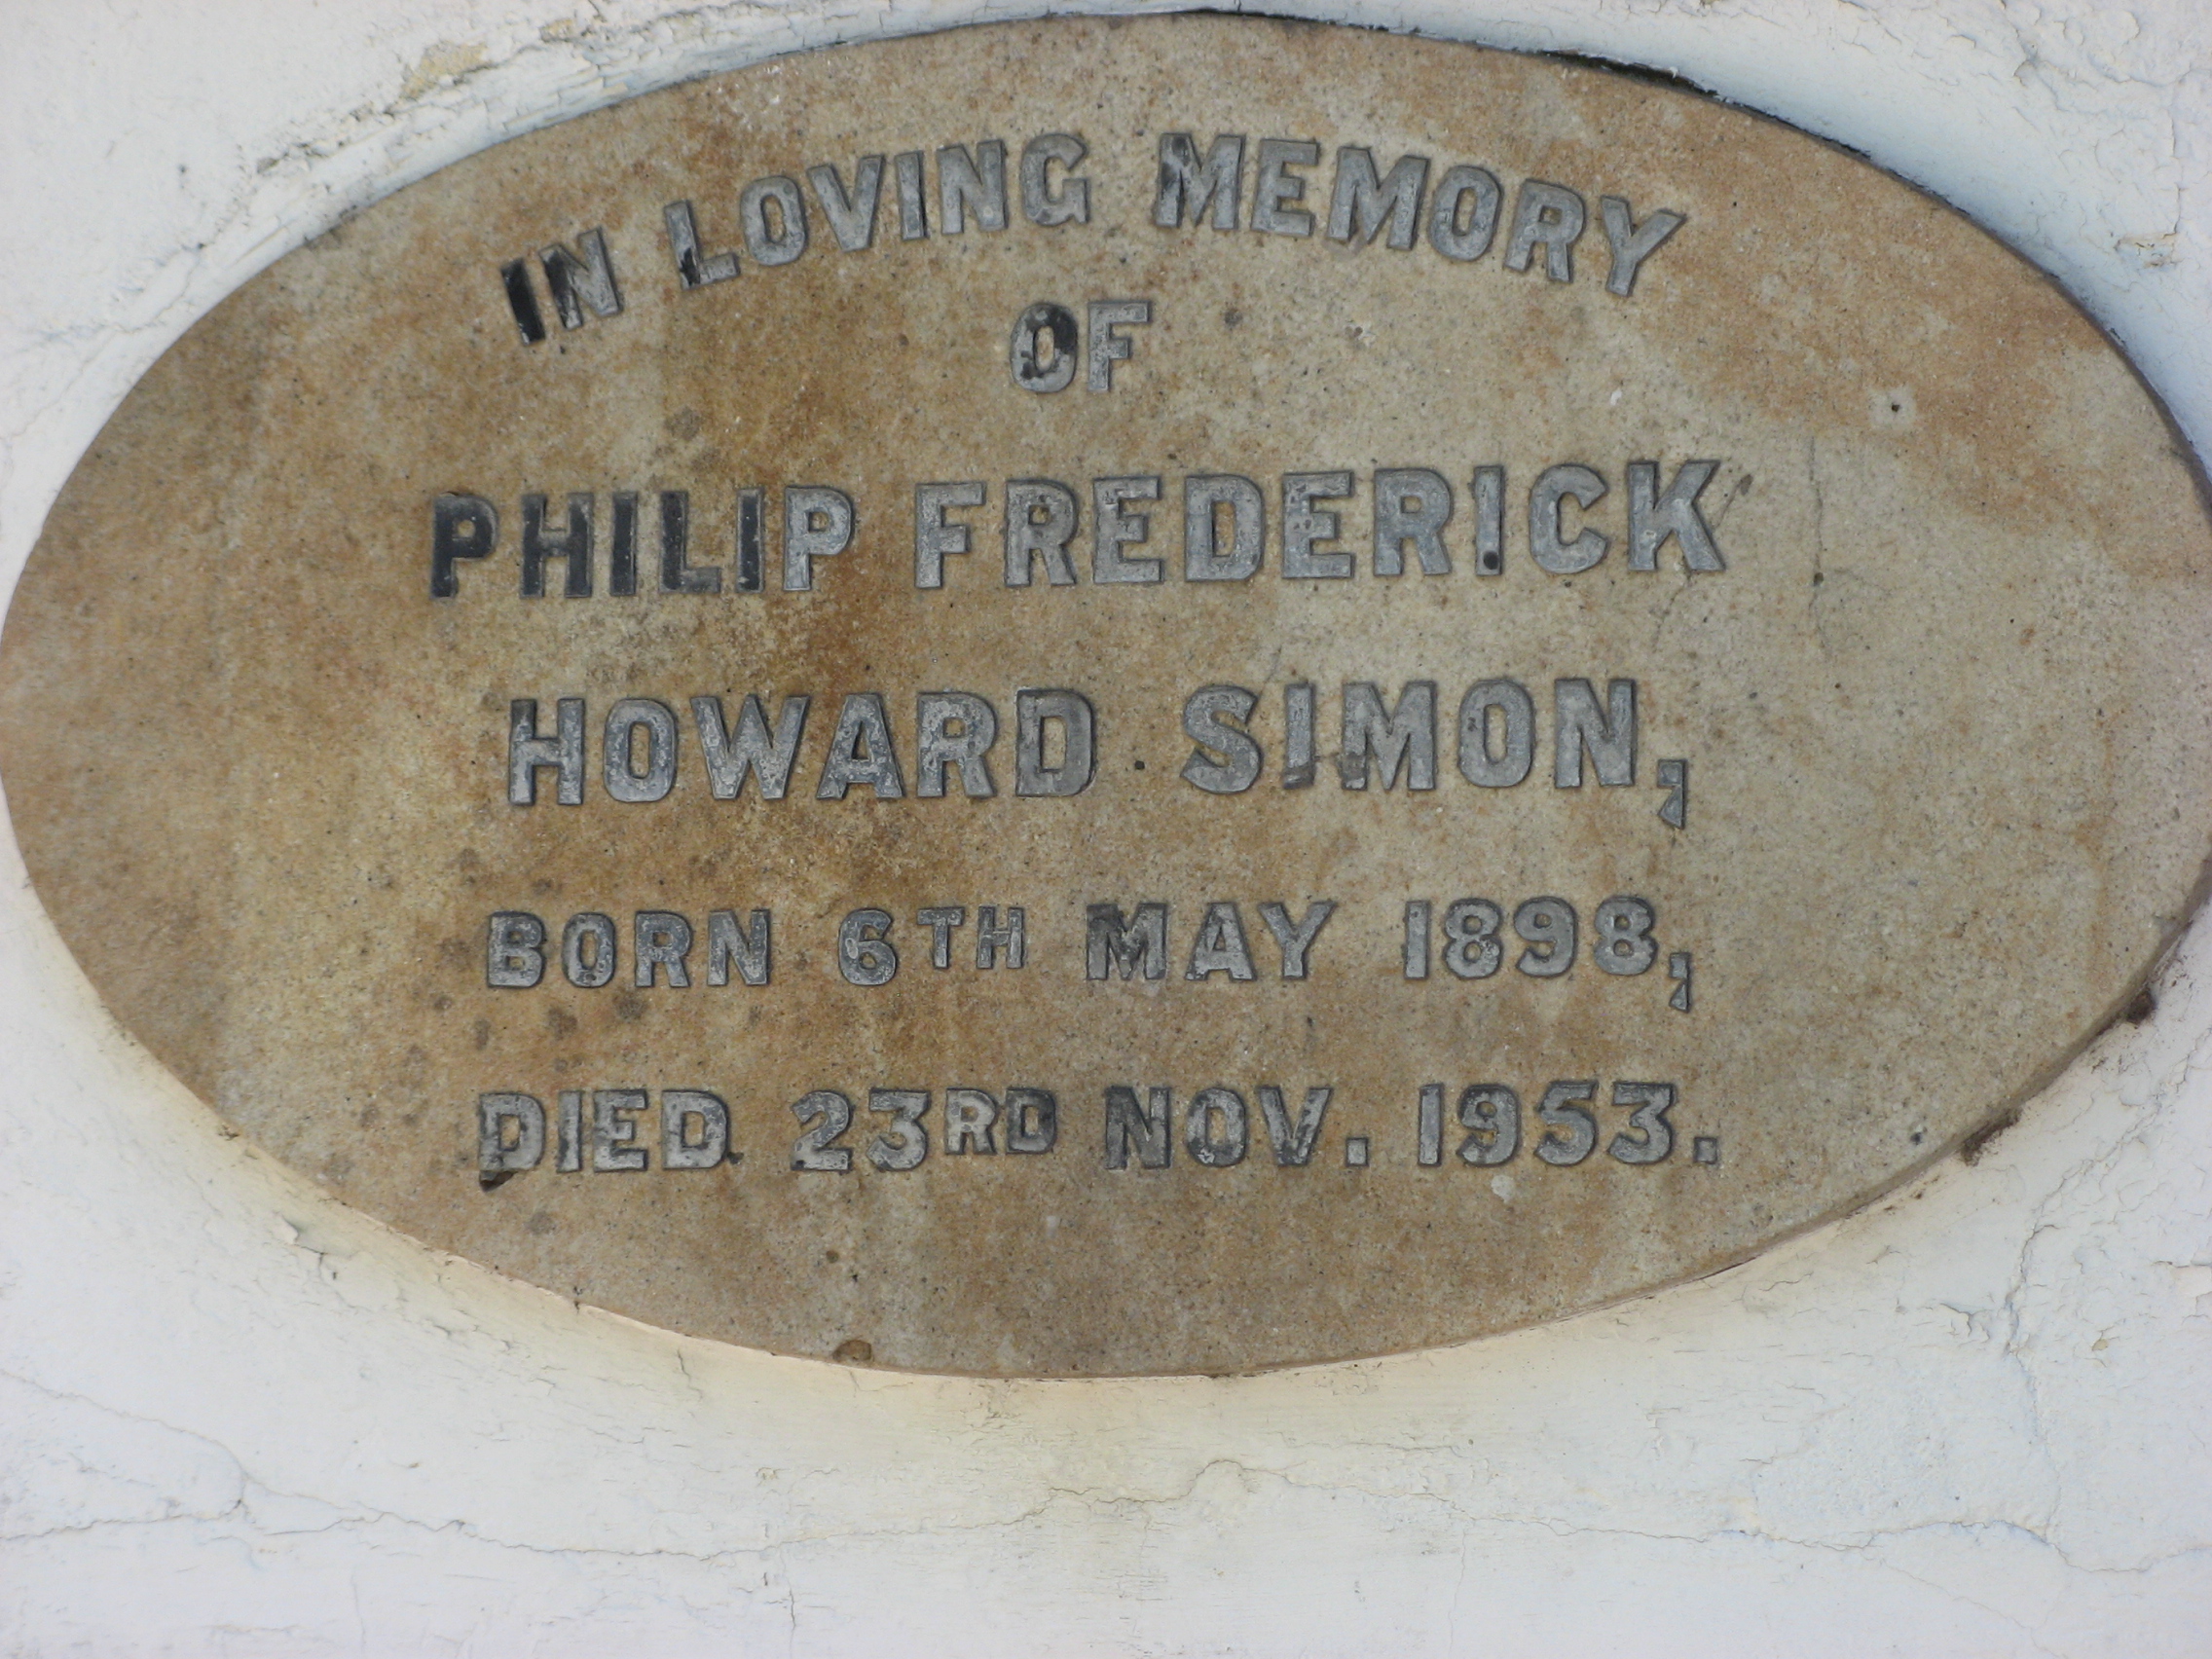 IN LOVING MEMORY
OF
PHILIP FREDERICK
HOWARD SIMON,
BORN 6TH MAY 1898,
DIED 23RD NOV. 1953.